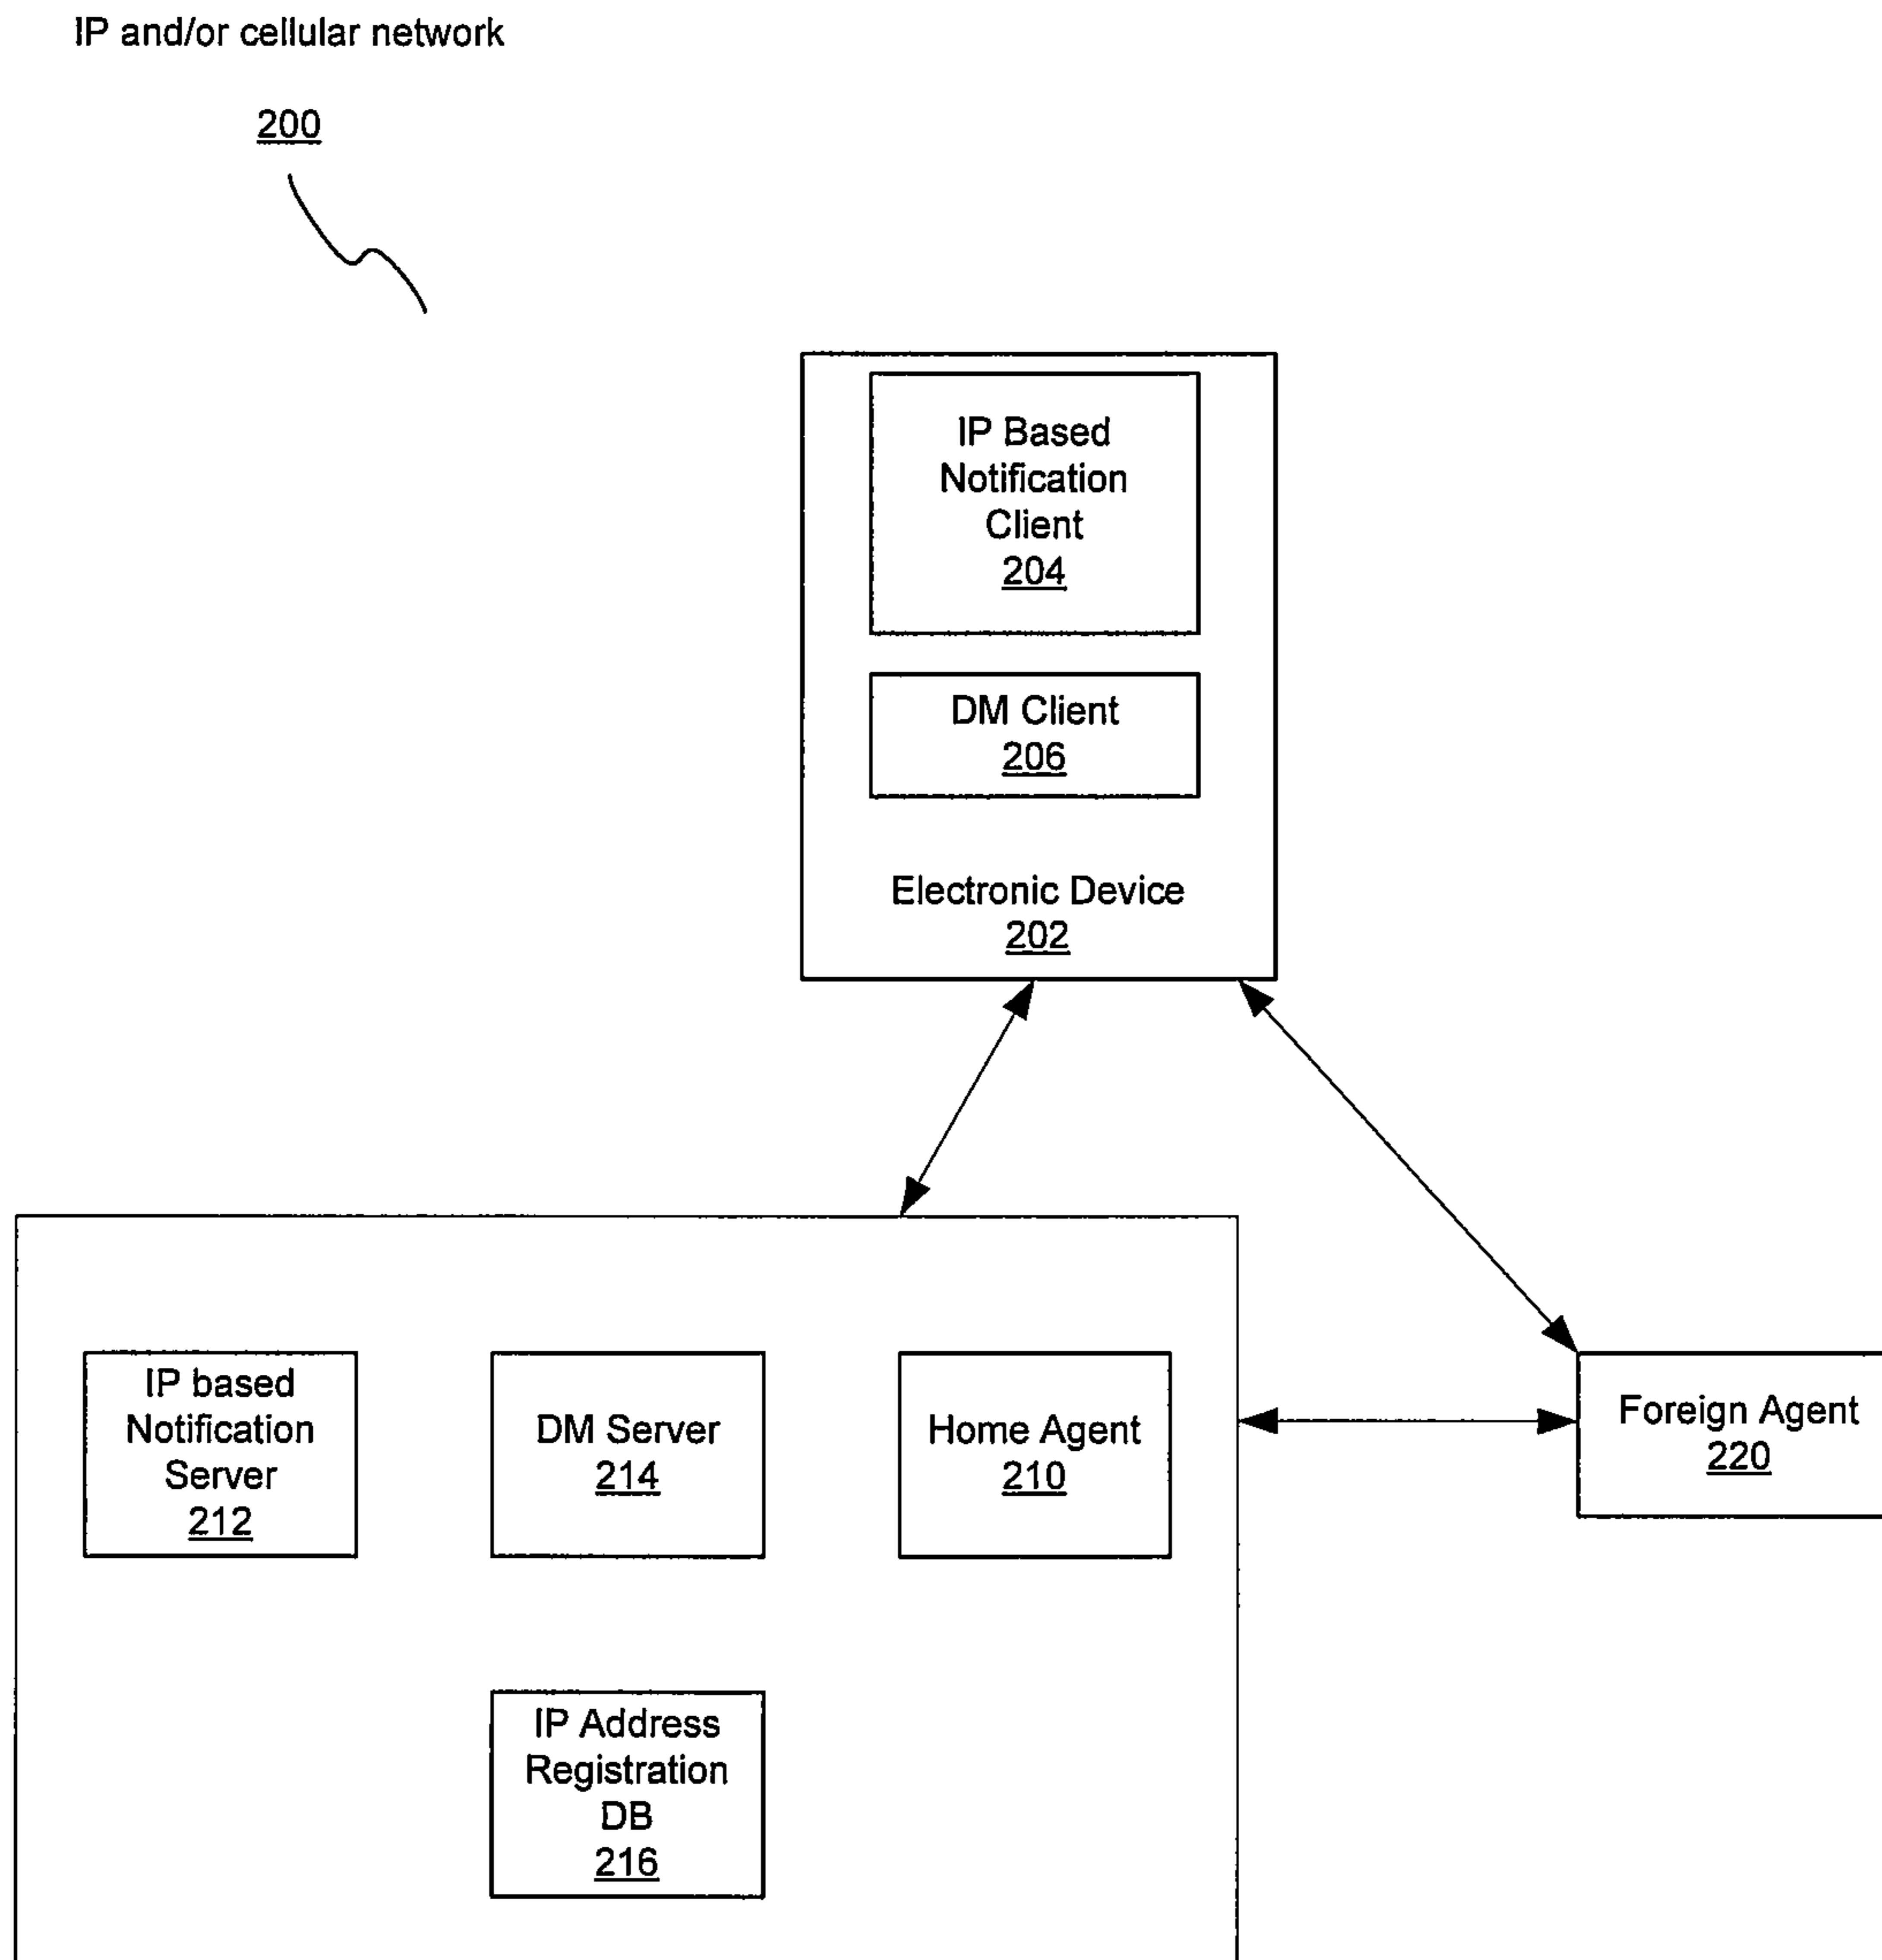 IP and/or cellular network
200
IP Based
Notification
Client
204
DM Client
206
Electronic Device
202
IP based
Notification
Server
212
DM Server
214
Home Agent
210
Foreign Agent
220
IP Address
Registration
DB
216